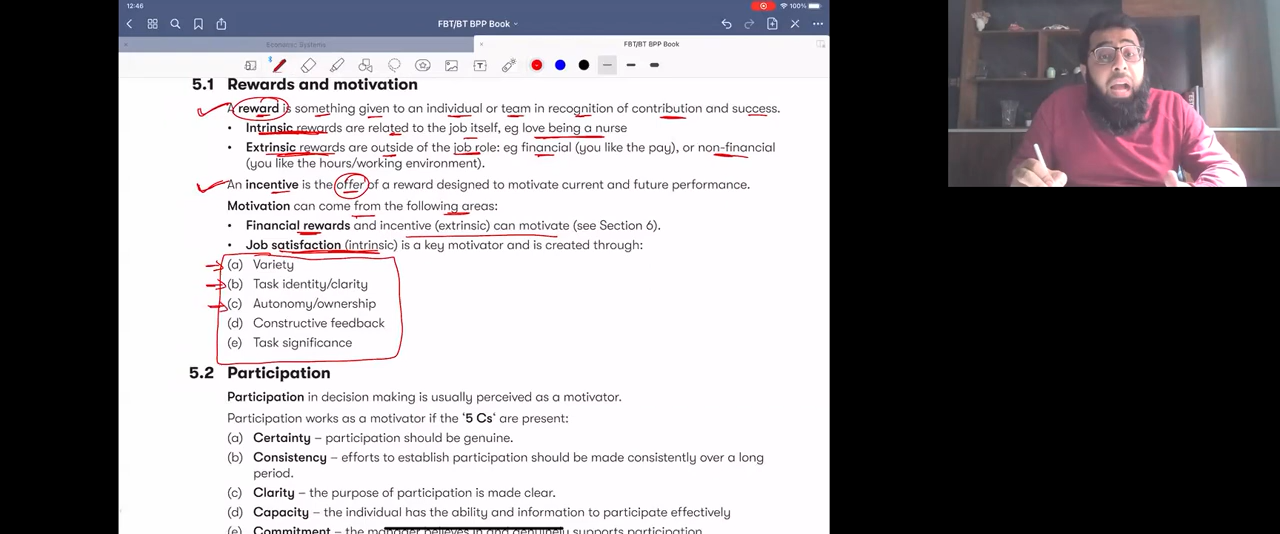 12:46
100%
FBT/BT BPP Book
Economic Systems
FBT/BT BPP Book
5.1 Rewards and motivation
A reward is something given to an individual or team in recognition of contribution and success.
• Intrinsic rewards are related to the job itself, eg love being a nurse
• Extrinsic rewards are outside of the job role: eg financial (you like the pay), or non-financial
(you like the hours/working environment).
An incentive is the offer of a reward designed to motivate current and future performance.
Motivation can come from the following areas:
• Financial rewards and incentive (extrinsic) can motivate (see Section 6).
• Job satisfaction (intrinsic) is a key motivator and is created through:
(a) Variety
(b) Task identity/clarity
(c) Autonomy/ownership
(d) Constructive feedback
(e) Task significance
5.2 Participation
Participation in decision making is usually perceived as a motivator.
Participation works as a motivator if the '5 Cs' are present:
(a) Certainty – participation should be genuine.
(b) Consistency – efforts to establish participation should be made consistently over a long
period.
(c) Clarity – the purpose of participation is made clear.
(d) Capacity – the individual has the ability and information to participate effectively
(e) Commitment – the manager believes in and genuinely supports participation